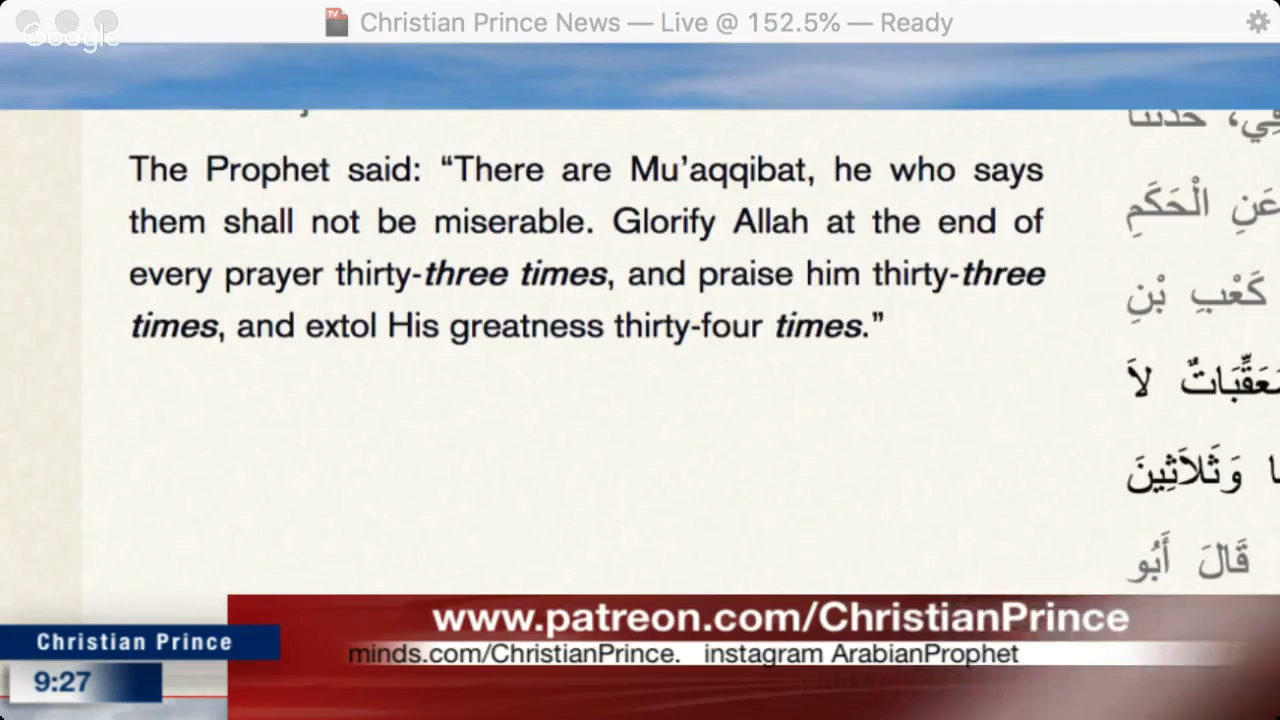 Christian Prince News — Live @ 152.5% — Ready
Google
The Prophet said: “There are Mu’aqqibat, he who says
them shall not be miserable. Glorify Allah at the end of
every prayer thirty-three times, and praise him thirty-three
times, and extol His greatness thirty-four times.”
عَنِ الْحَكَمِ
كَعْبِ بْنِ
لاَ
وَثَلاَثِينَ
قَالَ أَبُو
www.patreon.com/ChristianPrince
Christian Prince
minds.com/ChristianPrince. instagram ArabianProphet
9:27